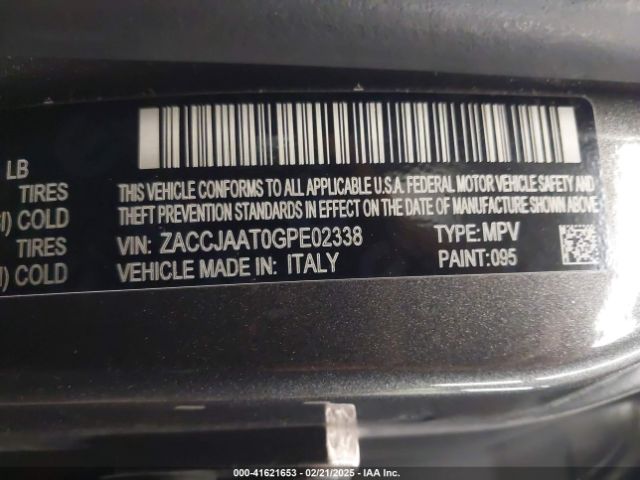 LB
TIRES
I) COLD
TIRES
I) COLD
THIS VEHICLE CONFORMS TO ALL APPLICABLE U.S.A. FEDERAL MOTOR VEHICLE SAFETY AND
THEFT PREVENTION STANDARDS IN EFFECT ON THE DATE OF MANUFACTURE SHOWN ABOVE.
VIN: ZACCJAAT0GPE02338 TYPE: MPV
VEHICLE MADE IN: ITALY PAINT: 095
00-41621653 - 02/21/2025 - IAA Inc.